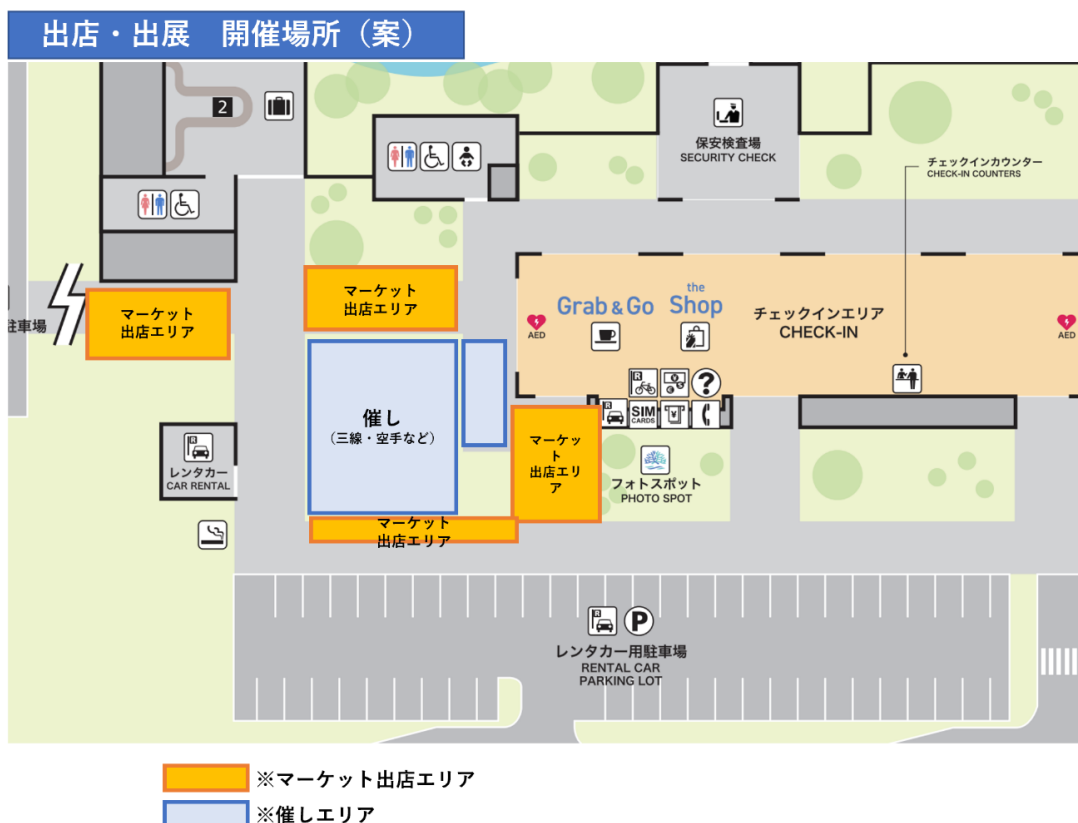 出店・出展　開催場所（案）
2
保安検査場
SECURITY CHECK
チェックインカウンター
CHECK-IN COUNTERS
マーケット
出店エリア
マーケット
出店エリア
駐車場
the
Grab & Go Shop
チェックインエリア
CHECK-IN
AED
AED
催し
（三線・空手など）
R
?
R
SIM
CARDS
¥
マーケッ
ト
出店エリ
ア
R
レンタカー
CAR RENTAL
フォトスポット
PHOTO SPOT
マーケット
出店エリア
R
P
レンタカー用駐車場
RENTAL CAR
PARKING LOT
※マーケット出店エリア
※催しエリア